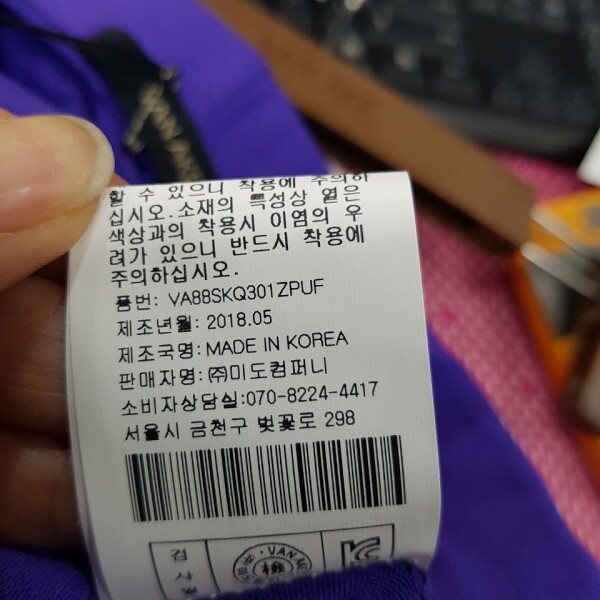 VAN
할 수 있으니 착용에 주의하
십시오.소재의 특성상 옅은
색상과의 착용시 이염의 우
려가 있으니 반드시 착용에
주의하십시오.
품번: VA88SKQ301ZPUF
제조년월: 2018.05
제조국명: MADE IN KOREA
판매자명: ㈜미도컴퍼니
소비자상담실:070-8224-4417
서울시 금천구 벚꽃로 298
검사
VAN